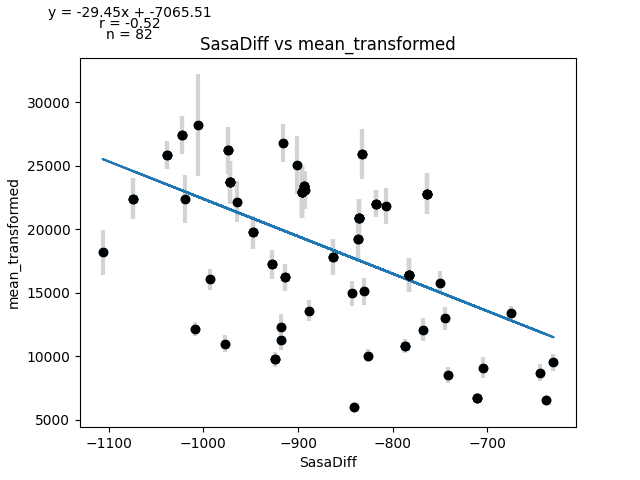 y = -29.45x + -7065.51
r = -0.52
n = 82
SasaDiff vs mean_transformed
30000
25000
20000
15000
10000
5000
mean_transformed
−1100
−1000
−900
−800
−700
SasaDiff